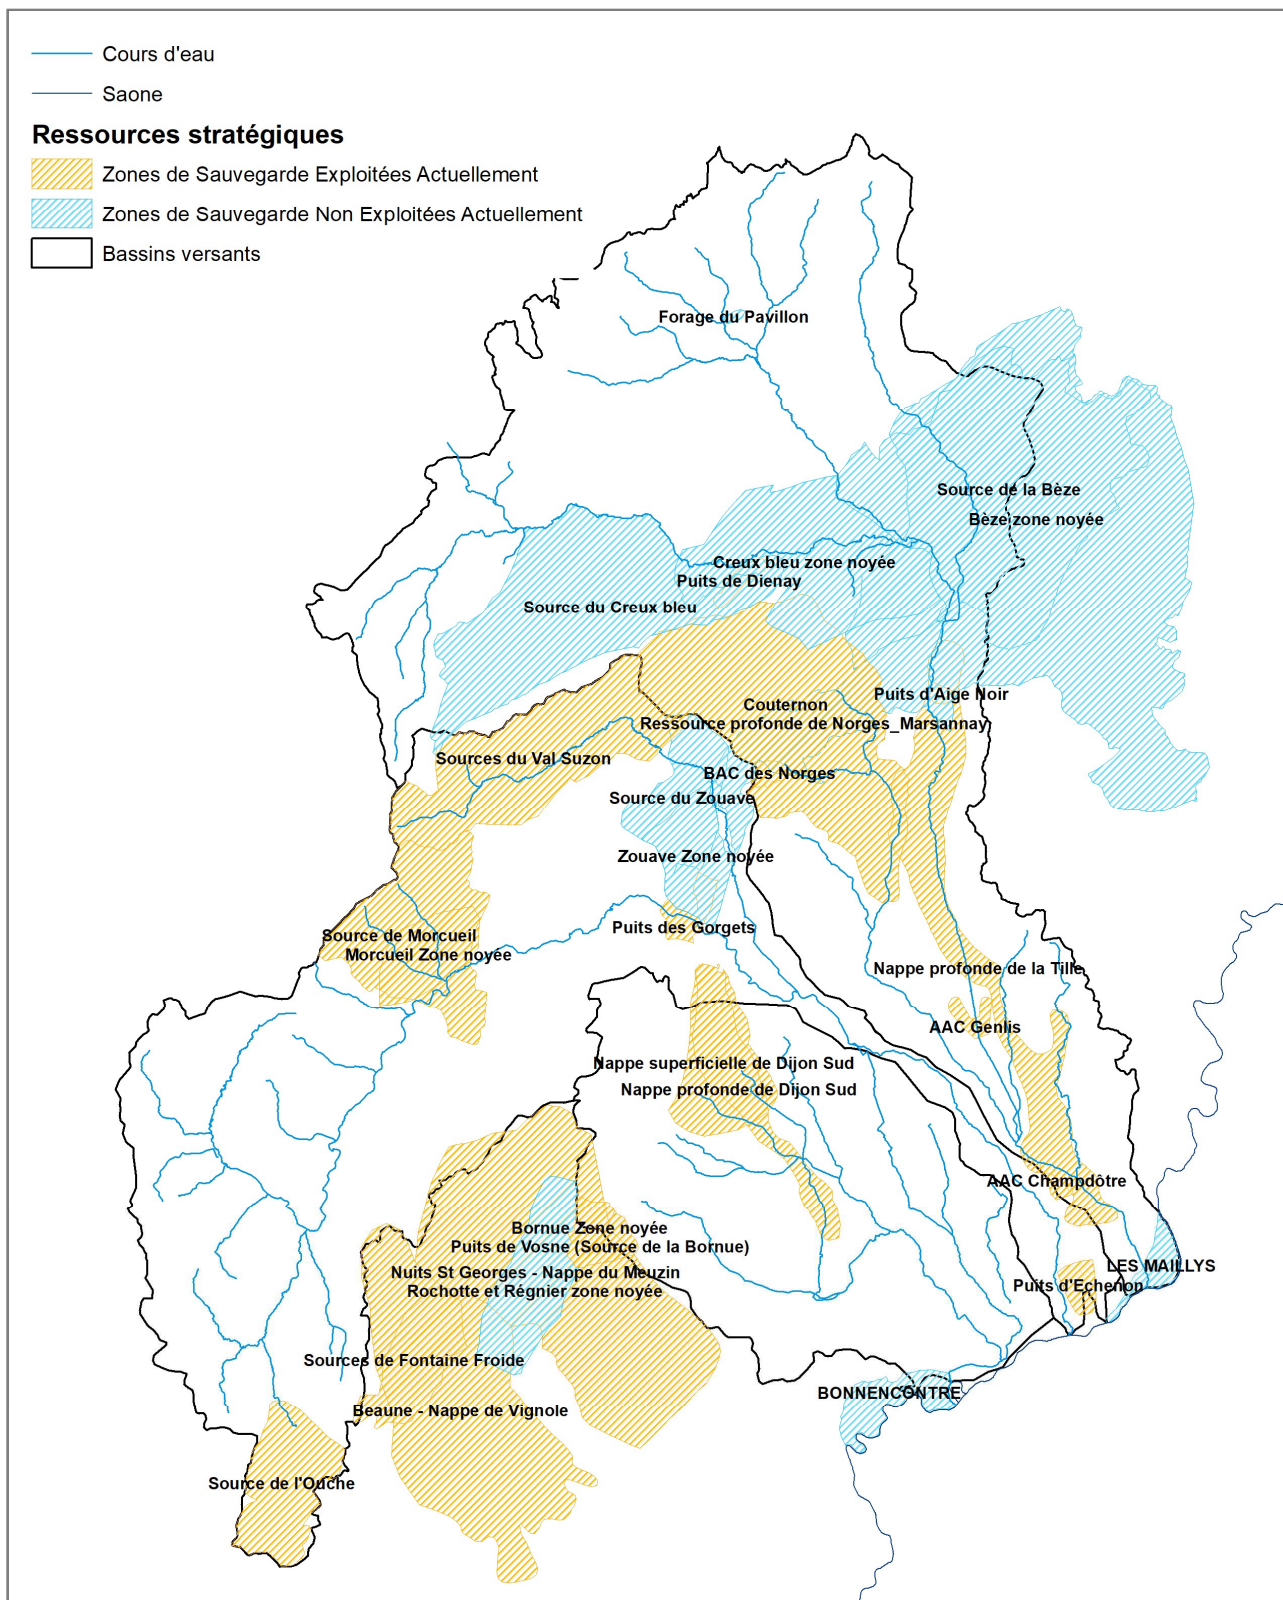 Cours d'eau
Saone
Ressources stratégiques
Zones de Sauvegarde Exploitées Actuellement
Zones de Sauvegarde Non Exploitées Actuellement
Bassins versants
Forage du Pavillon
Source de la Bèze
Bèze zone noyée
Creux bleu zone noyée
Puits de Dienay
Source du Creux bleu
Puits d'Aige Noir
Couternon
Ressource profonde de Norges_Marsannay
Sources du Val Suzon
BAC des Norges
Source du Zouave
Zouave Zone noyée
Puits des Gorgets
Source de Morcueil
Morcueil Zone noyée
Nappe profonde de la Tille
AAC Genlis
Nappe superficielle de Dijon Sud
Nappe profonde de Dijon Sud
AAC Champdôtre
Bornue Zone noyée
Puits de Vosne (Source de la Bornue)
Nuits St Georges - Nappe du Meuzin
Rochotte et Régnier zone noyée
LES MAILLYS
Puits d'Echenon
Sources de Fontaine Froide
BONNENCONTRE
Beaune - Nappe de Vignole
Source de l'Ouche